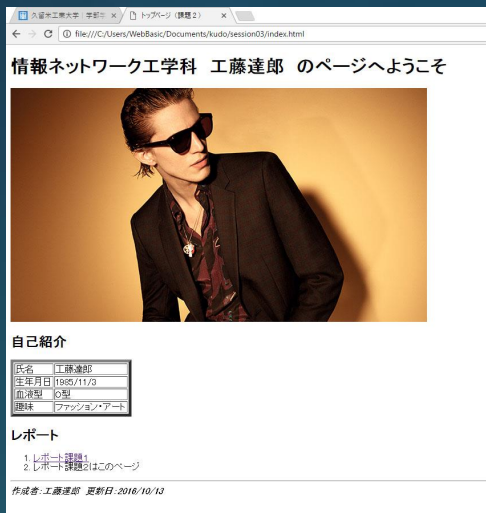 久留米工業大学｜学部学
トップページ（課題２）
file:///C:/Users/WebBasic/Documents/kudo/session03/index.html
情報ネットワーク工学科　工藤達郎　のページへようこそ
自己紹介
氏名 工藤達郎
生年月日 1985/11/3
血液型 O型
趣味 ファッション・アート
レポート
1. レポート課題1
2. レポート課題2はこのページ
作成者：工藤達郎　更新日：2016/10/13